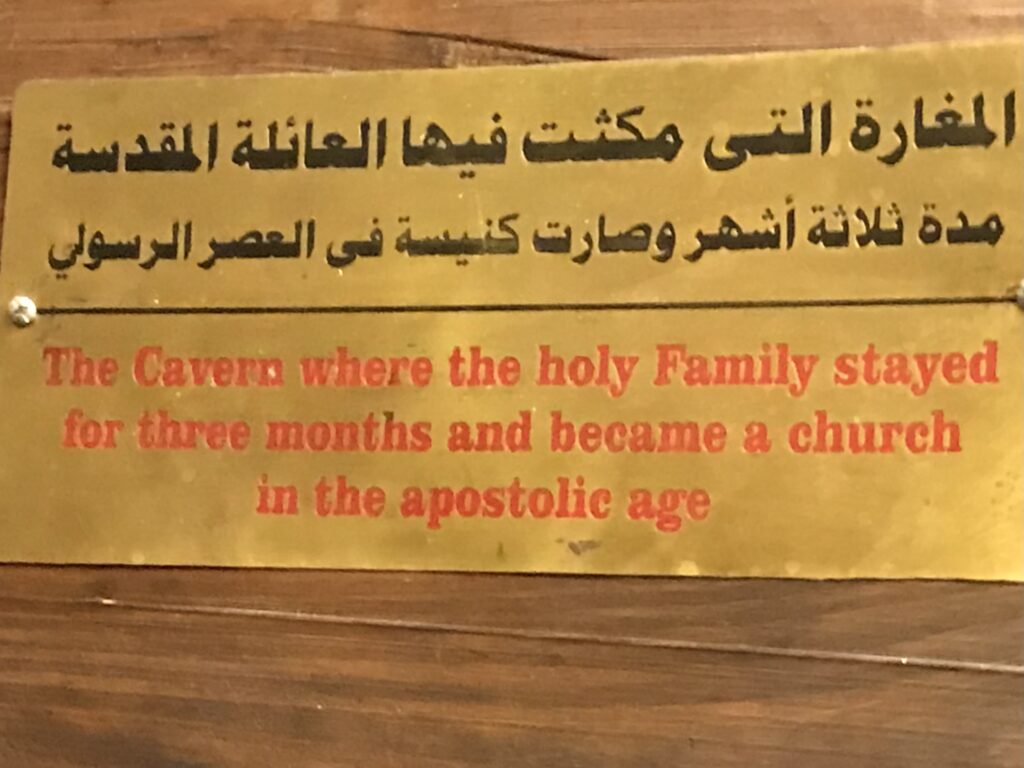 المغارة التى مكثت فيها العائلة المقدسة
مدة ثلاثة أشهر وصارت كنيسة فى العصر الرسولي
The Cavern where the holy Family stayed
for three months and became a church
in the apostolic age